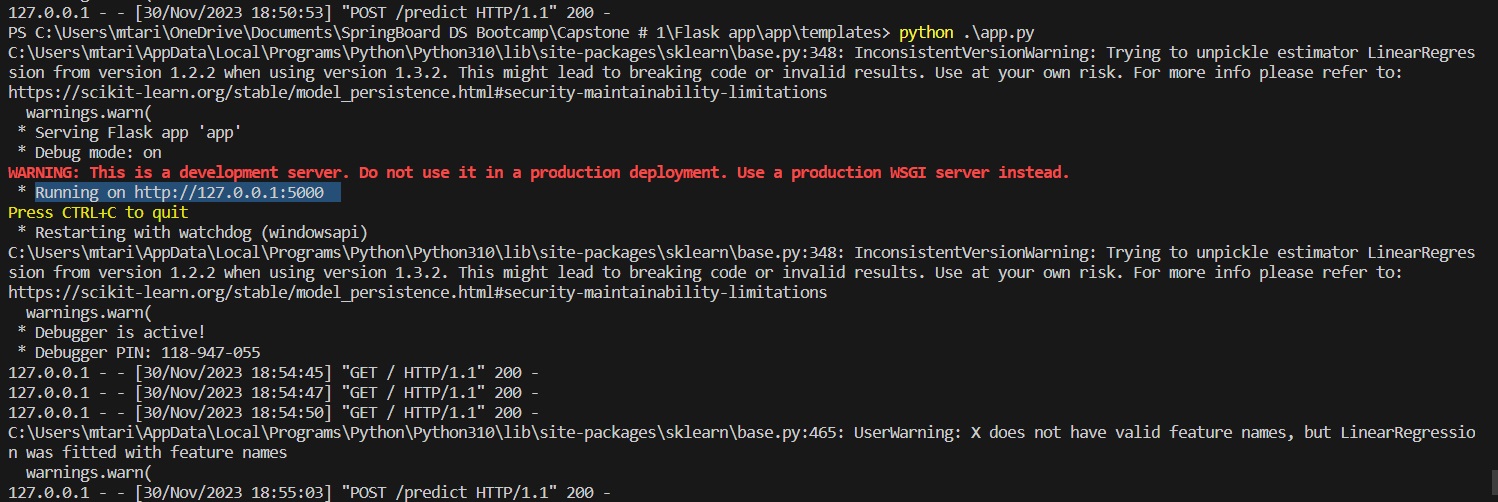 127.0.0.1 - - [30/Nov/2023 18:50:53] "POST /predict HTTP/1.1" 200 -
PS C:\Users\mtari\OneDrive\Documents\SpringBoard DS Bootcamp\Capstone # 1\Flask app\app\templates> python .\app.py
C:\Users\mtari\AppData\Local\Programs\Python\Python310\lib\site-packages\sklearn\base.py:348: InconsistentVersionWarning: Trying to unpickle estimator LinearRegres
sion from version 1.2.2 when using version 1.3.2. This might lead to breaking code or invalid results. Use at your own risk. For more info please refer to:
https://scikit-learn.org/stable/model_persistence.html#security-maintainability-limitations
  warnings.warn(
 * Serving Flask app 'app'
 * Debug mode: on
WARNING: This is a development server. Do not use it in a production deployment. Use a production WSGI server instead.
 * Running on http://127.0.0.1:5000
Press CTRL+C to quit
 * Restarting with watchdog (windowsapi)
C:\Users\mtari\AppData\Local\Programs\Python\Python310\lib\site-packages\sklearn\base.py:348: InconsistentVersionWarning: Trying to unpickle estimator LinearRegres
sion from version 1.2.2 when using version 1.3.2. This might lead to breaking code or invalid results. Use at your own risk. For more info please refer to:
https://scikit-learn.org/stable/model_persistence.html#security-maintainability-limitations
  warnings.warn(
 * Debugger is active!
 * Debugger PIN: 118-947-055
127.0.0.1 - - [30/Nov/2023 18:54:45] "GET / HTTP/1.1" 200 -
127.0.0.1 - - [30/Nov/2023 18:54:47] "GET / HTTP/1.1" 200 -
127.0.0.1 - - [30/Nov/2023 18:54:50] "GET / HTTP/1.1" 200 -
C:\Users\mtari\AppData\Local\Programs\Python\Python310\lib\site-packages\sklearn\base.py:465: UserWarning: X does not have valid feature names, but LinearRegressio
n was fitted with feature names
  warnings.warn(
127.0.0.1 - - [30/Nov/2023 18:55:03] "POST /predict HTTP/1.1" 200 -